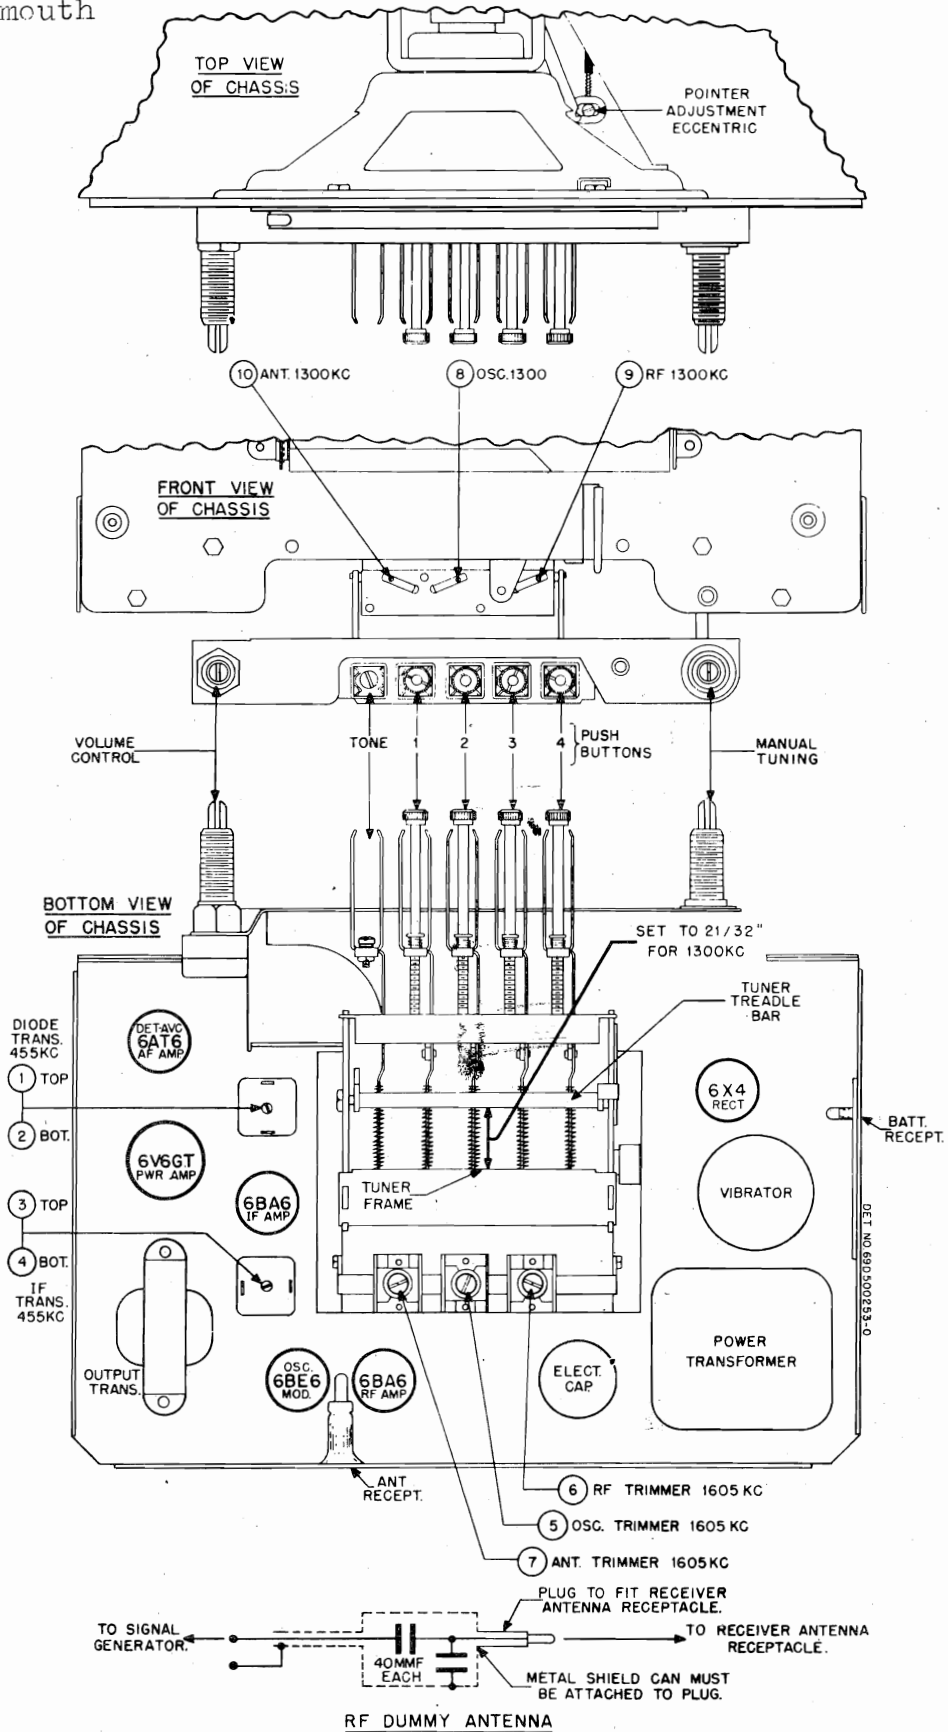 mouth
TOP VIEW
OF CHASSIS
POINTER
ADJUSTMENT
ECCENTRIC
10 ANT. 1300KC
8 OSC. 1300
9 RF 1300KC
FRONT VIEW
OF CHASSIS
VOLUME
CONTROL
TONE 1 2 3 4
PUSH
BUTTONS
MANUAL
TUNING
BOTTOM VIEW
OF CHASSIS
SET TO 21/32"
FOR 1300KC
TUNER
TREADLE
BAR
DIODE
TRANS.
455KC
1 TOP
2 BOT.
DET-AVC
6AT6
AF AMP
6X4
RECT
BATT.
RECEPT.
6V6GT
PWR AMP
3 TOP
4 BOT.
IF
TRANS.
455KC
6BA6
IF AMP
TUNER
FRAME
VIBRATOR
DET NO. 69D500253-0
POWER
TRANSFORMER
OUTPUT
TRANS.
OSC.
6BE6
MOD.
6BA6
RF AMP
ELECT.
CAP.
ANT
RECEPT.
6 RF TRIMMER 1605 KC
5 OSC. TRIMMER 1605 KC
7 ANT. TRIMMER 1605KC
TO SIGNAL
GENERATOR.
40MMF
EACH
PLUG TO FIT RECEIVER
ANTENNA RECEPTACLE.
TO RECEIVER ANTENNA
RECEPTACLE.
METAL SHIELD CAN MUST
BE ATTACHED TO PLUG.
RF DUMMY ANTENNA